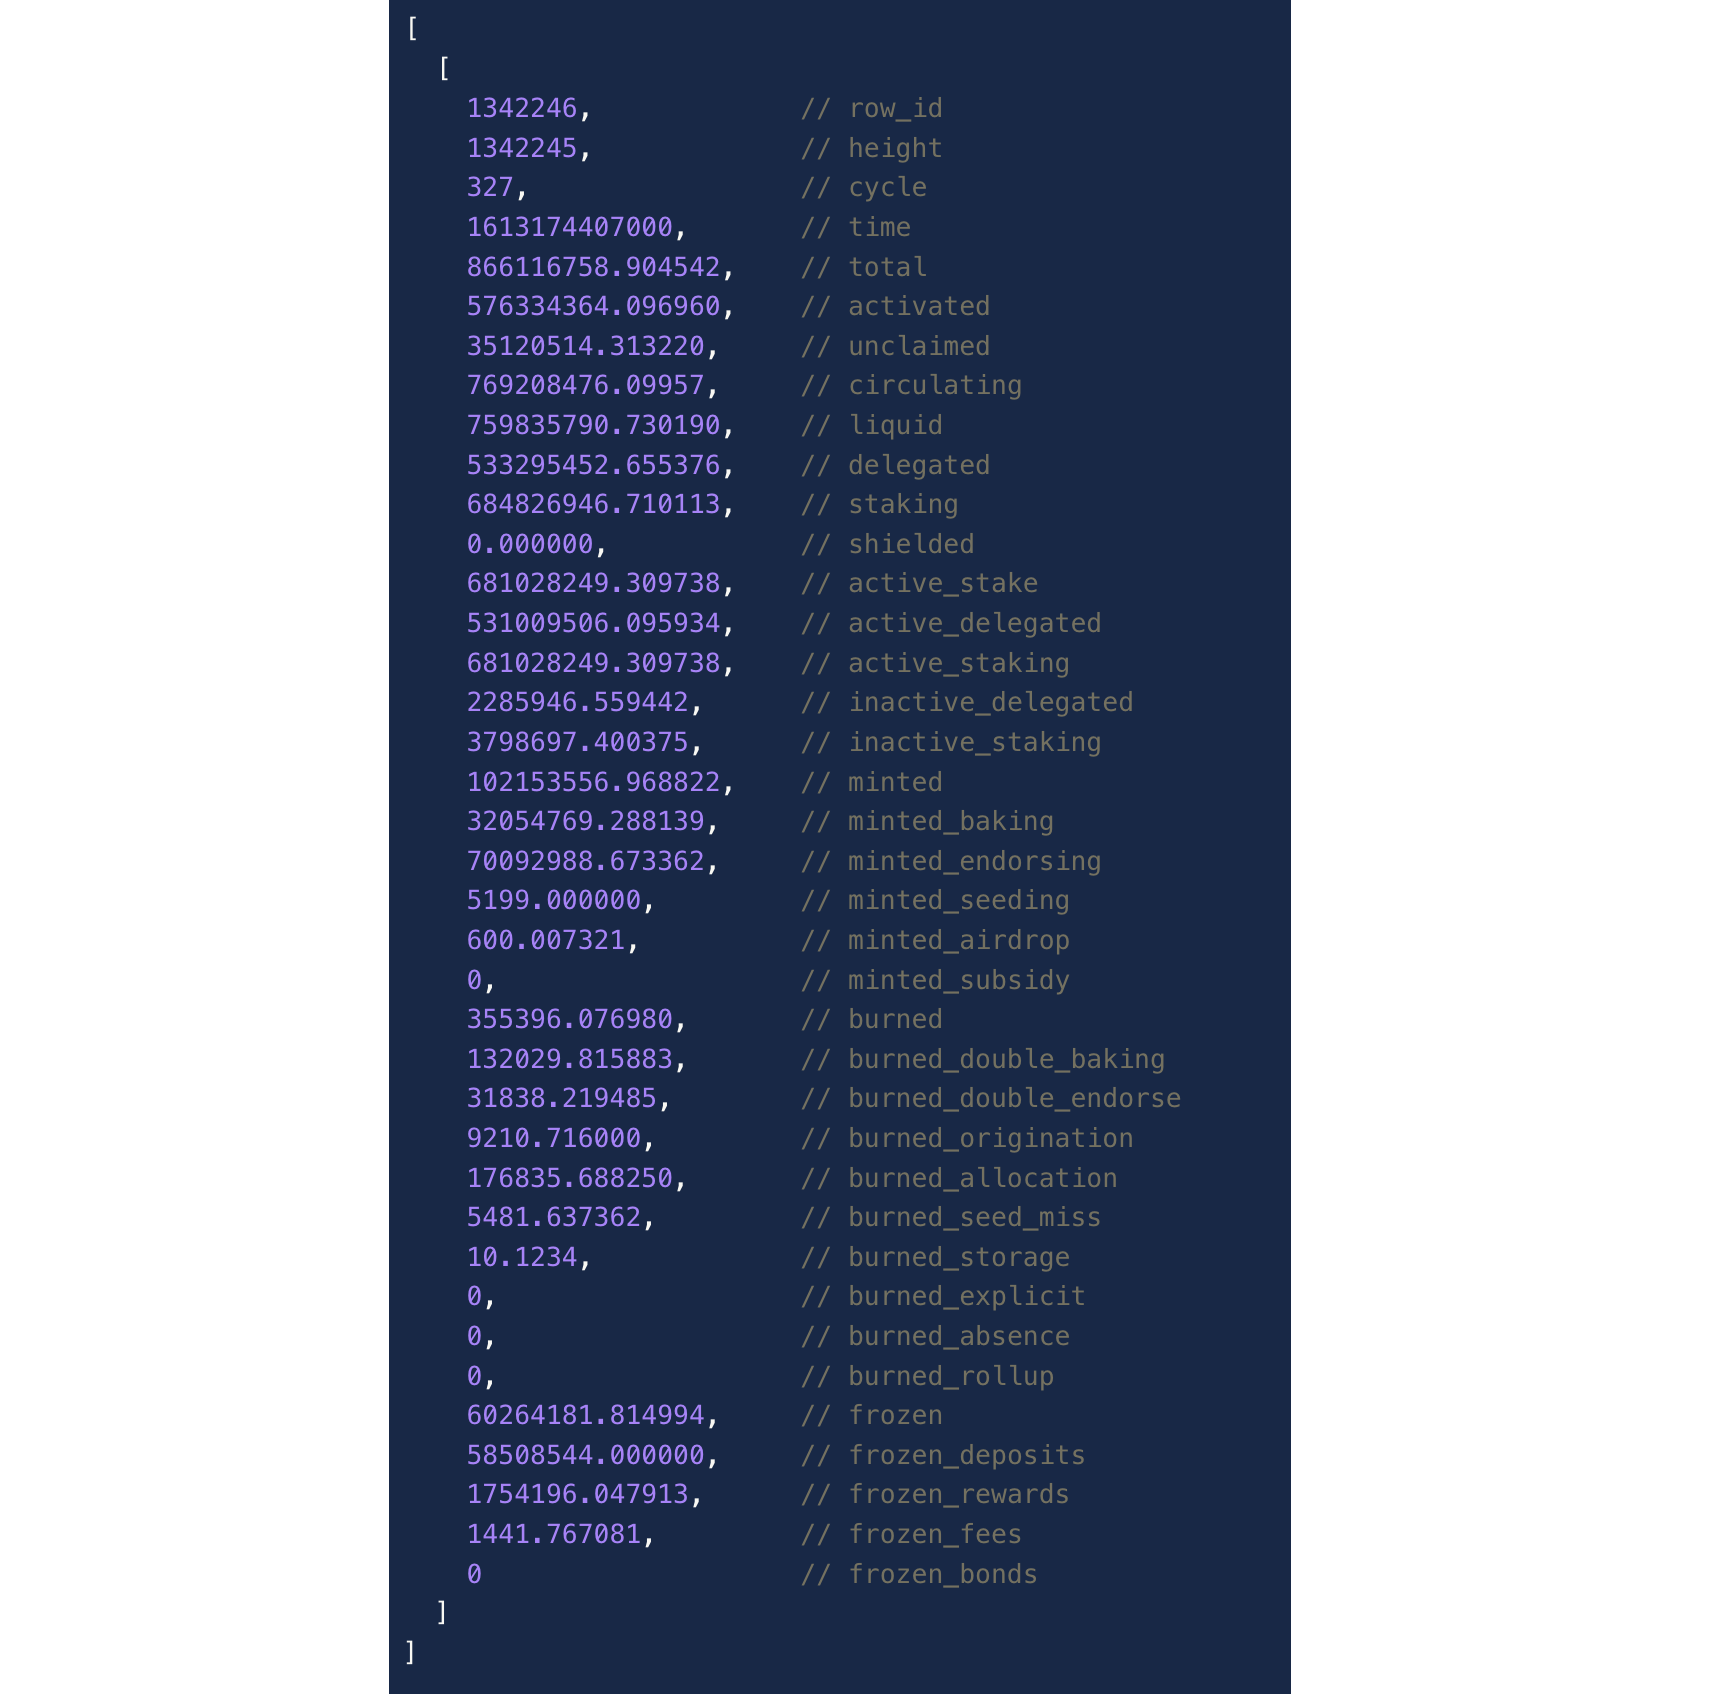 [
  [
    1342246,             // row_id
    1342245,             // height
    327,                 // cycle
    1613174407000,       // time
    866116758.904542,    // total
    576334364.096960,    // activated
    35120514.313220,     // unclaimed
    769208476.09957,     // circulating
    759835790.730190,    // liquid
    533295452.655376,    // delegated
    684826946.710113,    // staking
    0.000000,            // shielded
    681028249.309738,    // active_stake
    531009506.095934,    // active_delegated
    681028249.309738,    // active_staking
    2285946.559442,      // inactive_delegated
    3798697.400375,      // inactive_staking
    102153556.968822,    // minted
    32054769.288139,     // minted_baking
    70092988.673362,     // minted_endorsing
    5199.000000,         // minted_seeding
    600.007321,          // minted_airdrop
    0,                   // minted_subsidy
    355396.076980,       // burned
    132029.815883,       // burned_double_baking
    31838.219485,        // burned_double_endorse
    9210.716000,         // burned_origination
    176835.688250,       // burned_allocation
    5481.637362,         // burned_seed_miss
    10.1234,             // burned_storage
    0,                   // burned_explicit
    0,                   // burned_absence
    0,                   // burned_rollup
    60264181.814994,     // frozen
    58508544.000000,     // frozen_deposits
    1754196.047913,      // frozen_rewards
    1441.767081,         // frozen_fees
    0                    // frozen_bonds
  ]
]